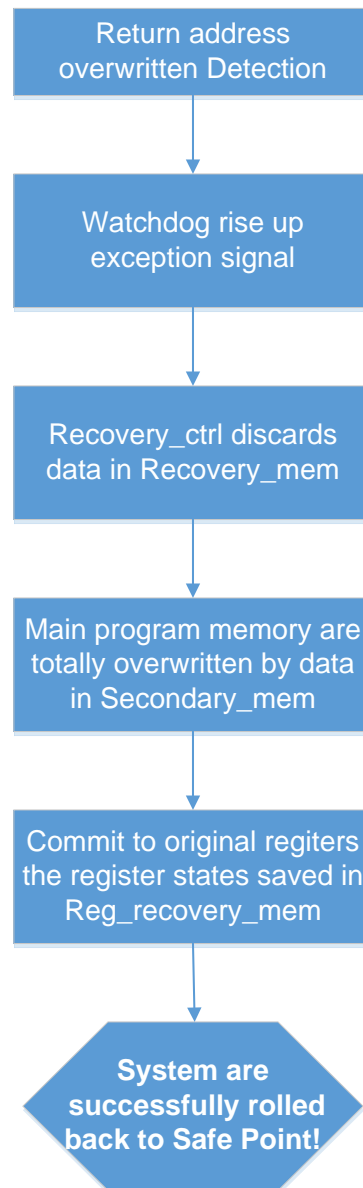 Return address
overwritten Detection
Watchdog rise up
exception signal
Recovery_ctrl discards
data in Recovery_mem
Main program memory are
totally overwritten by data
in Secondary_mem
Commit to original regiters
the register states saved in
Reg_recovery_mem
System are
successfully rolled
back to Safe Point!